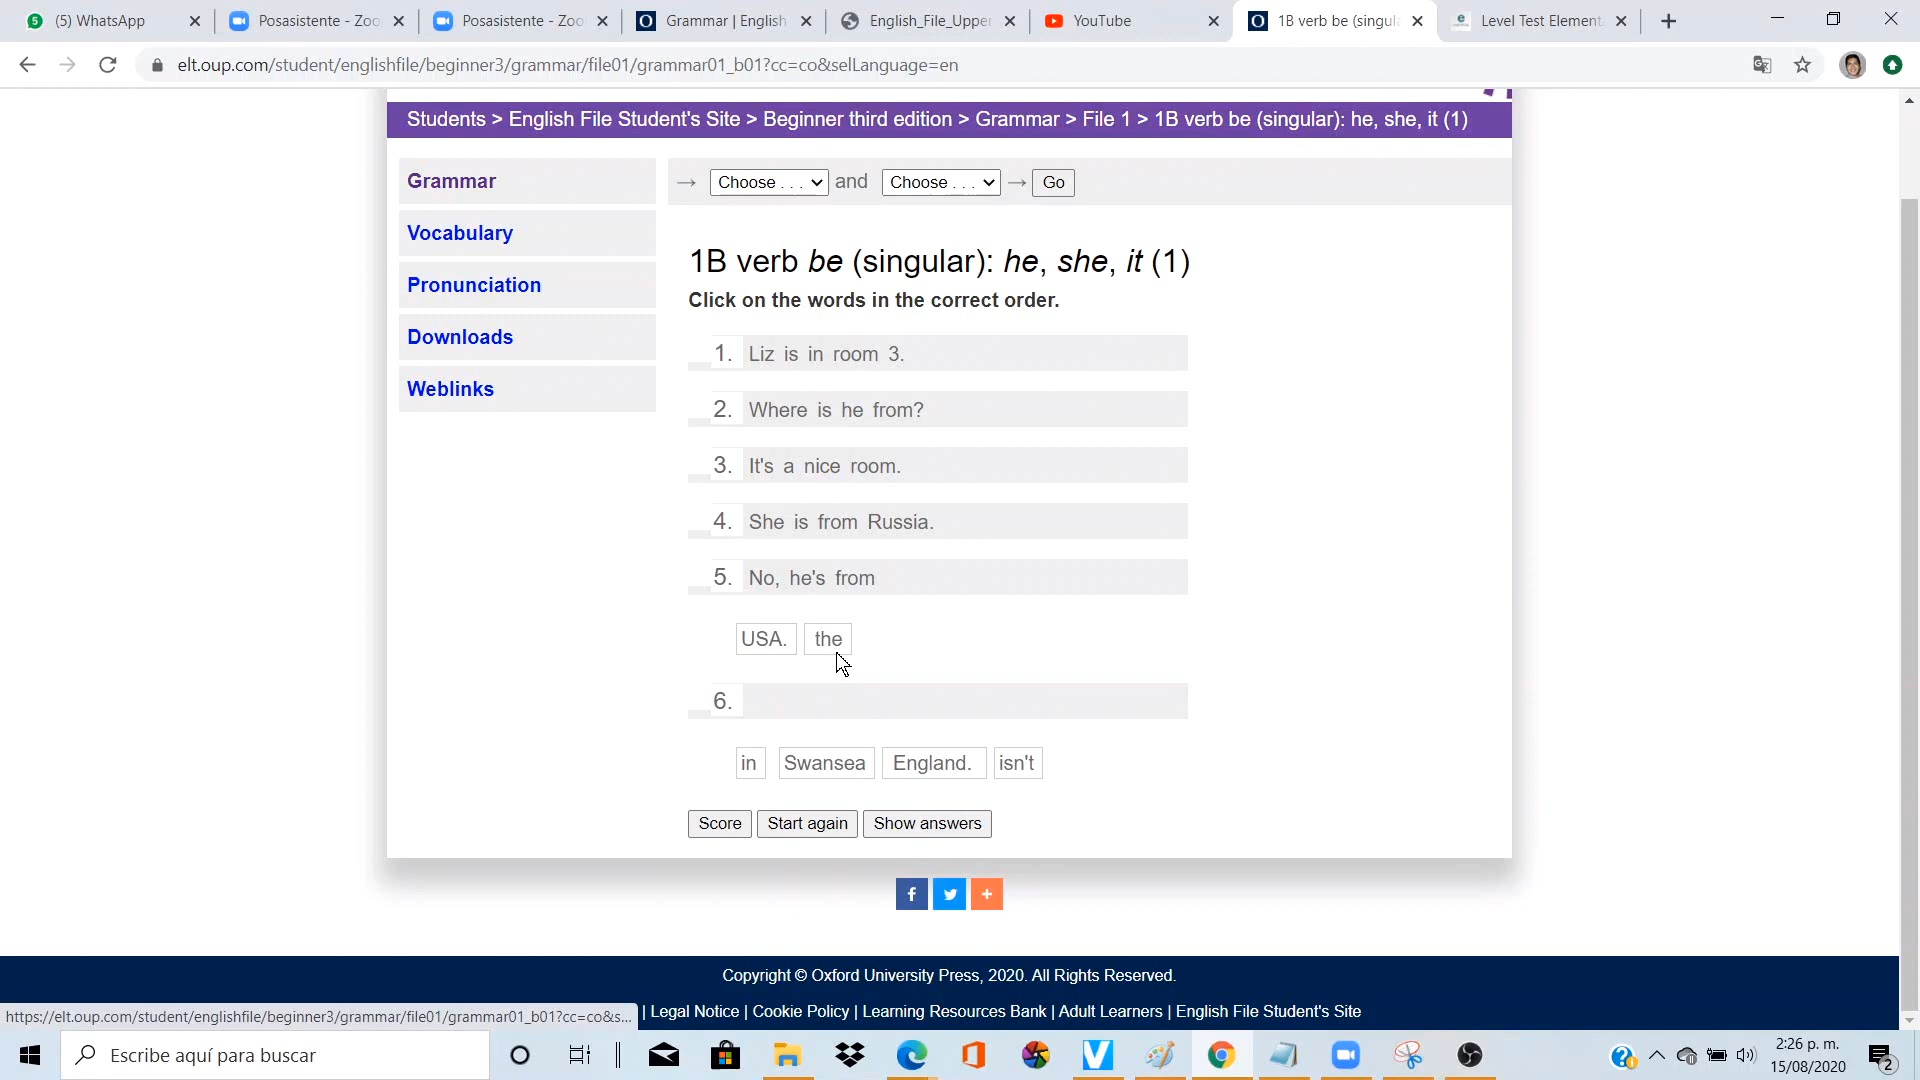 (5) WhatsApp
Posasistente - Zoo
Posasistente - Zoo
Grammar | English
English_File_Upper
YouTube
1B verb be (singula
Level Test Element
elt.oup.com/student/englishfile/beginner3/grammar/file01/grammar01_b01?cc=co&selLanguage=en
Students > English File Student's Site > Beginner third edition > Grammar > File 1 > 1B verb be (singular): he, she, it (1)
Grammar
Vocabulary
Pronunciation
Downloads
Weblinks
→ Choose . . . and Choose . . . → Go
1B verb be (singular): he, she, it (1)
Click on the words in the correct order.
1. Liz is in room 3.
2. Where is he from?
3. It's a nice room.
4. She is from Russia.
5. No, he's from
USA. the
6.
in Swansea England. isn't
Score Start again Show answers
Copyright © Oxford University Press, 2020. All Rights Reserved.
https://elt.oup.com/student/englishfile/beginner3/grammar/file01/grammar01_b01?cc=co&s...
| Legal Notice | Cookie Policy | Learning Resources Bank | Adult Learners | English File Student's Site
Escribe aquí para buscar
2:26 p. m.
15/08/2020
2